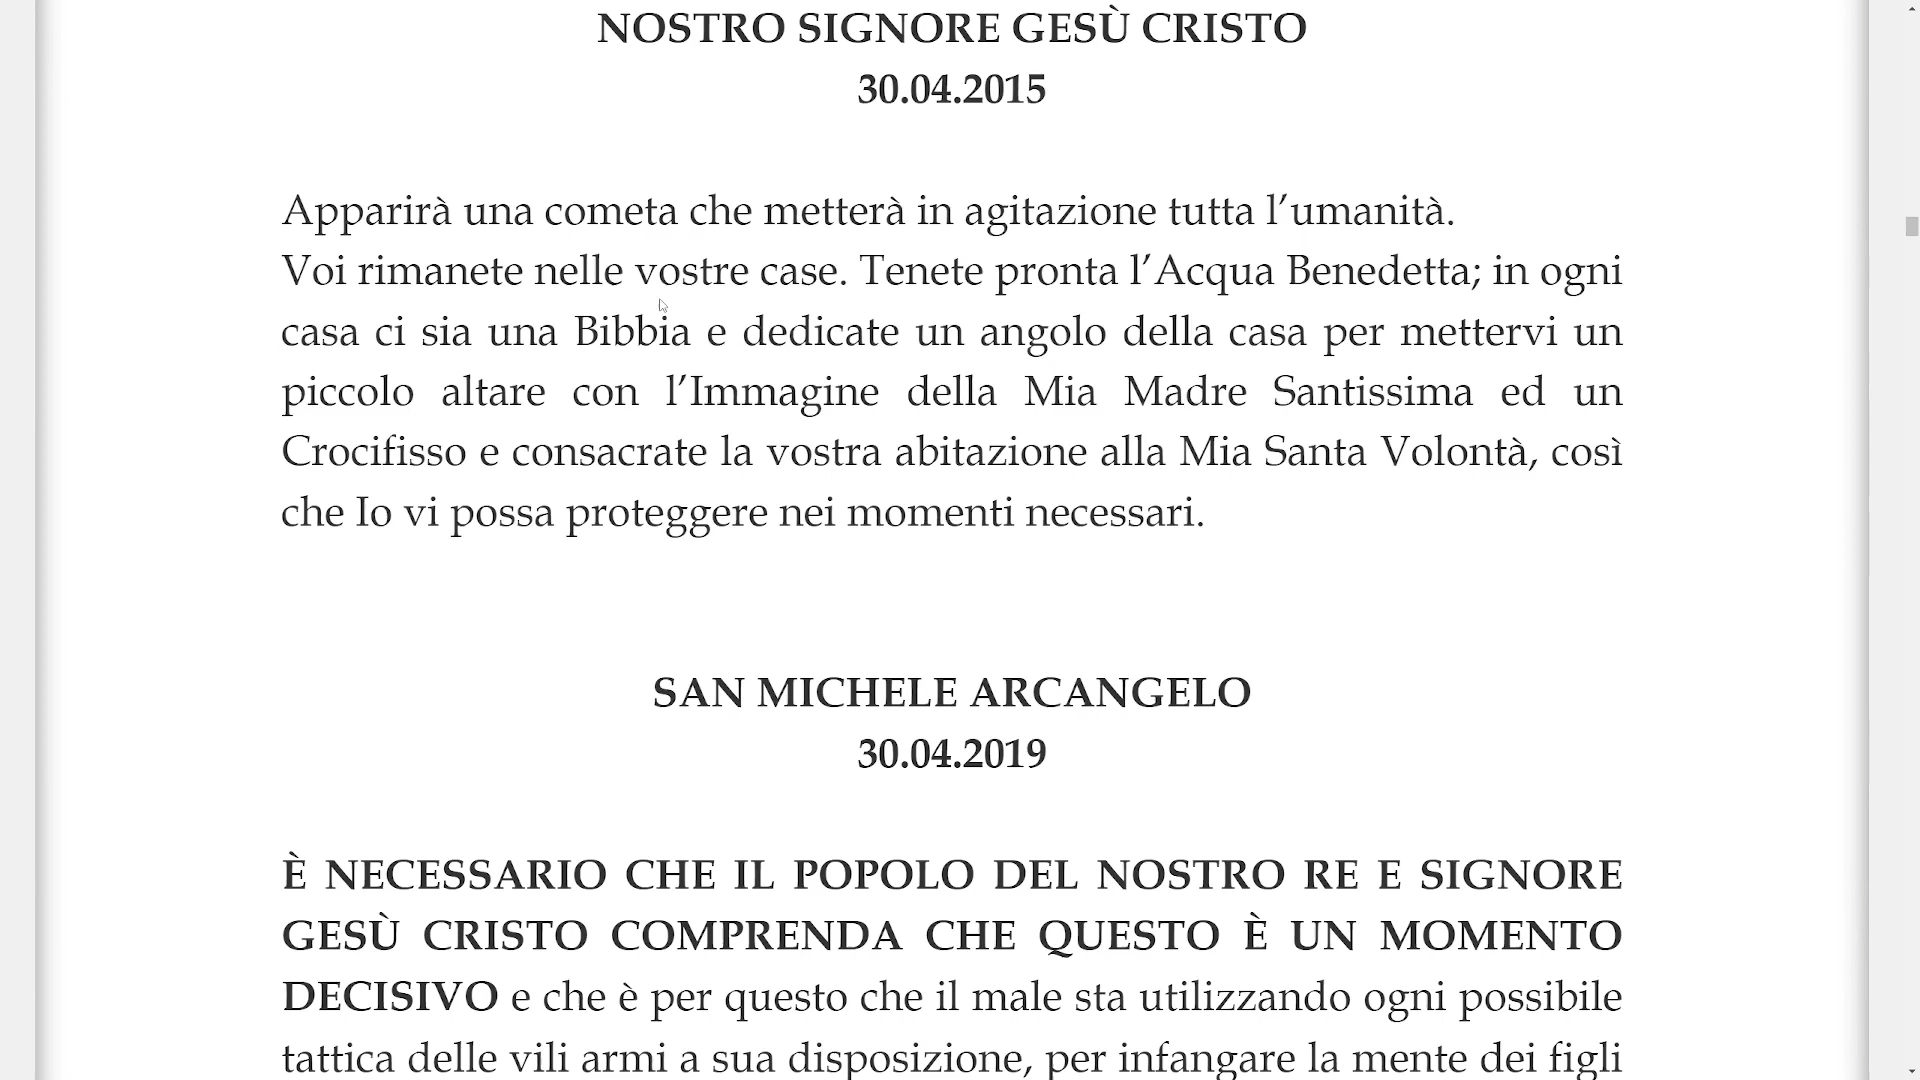 NOSTRO SIGNORE GESÙ CRISTO
30.04.2015
Apparirà una cometa che metterà in agitazione tutta l’umanità.
Voi rimanete nelle vostre case. Tenete pronta l’Acqua Benedetta; in ogni
casa ci sia una Bibbia e dedicate un angolo della casa per mettervi un
piccolo altare con l’Immagine della Mia Madre Santissima ed un
Crocifisso e consacrate la vostra abitazione alla Mia Santa Volontà, così
che Io vi possa proteggere nei momenti necessari.
SAN MICHELE ARCANGELO
30.04.2019
È NECESSARIO CHE IL POPOLO DEL NOSTRO RE E SIGNORE
GESÙ CRISTO COMPRENDA CHE QUESTO È UN MOMENTO
DECISIVO e che è per questo che il male sta utilizzando ogni possibile
tattica delle vili armi a sua disposizione, per infangare la mente dei figli